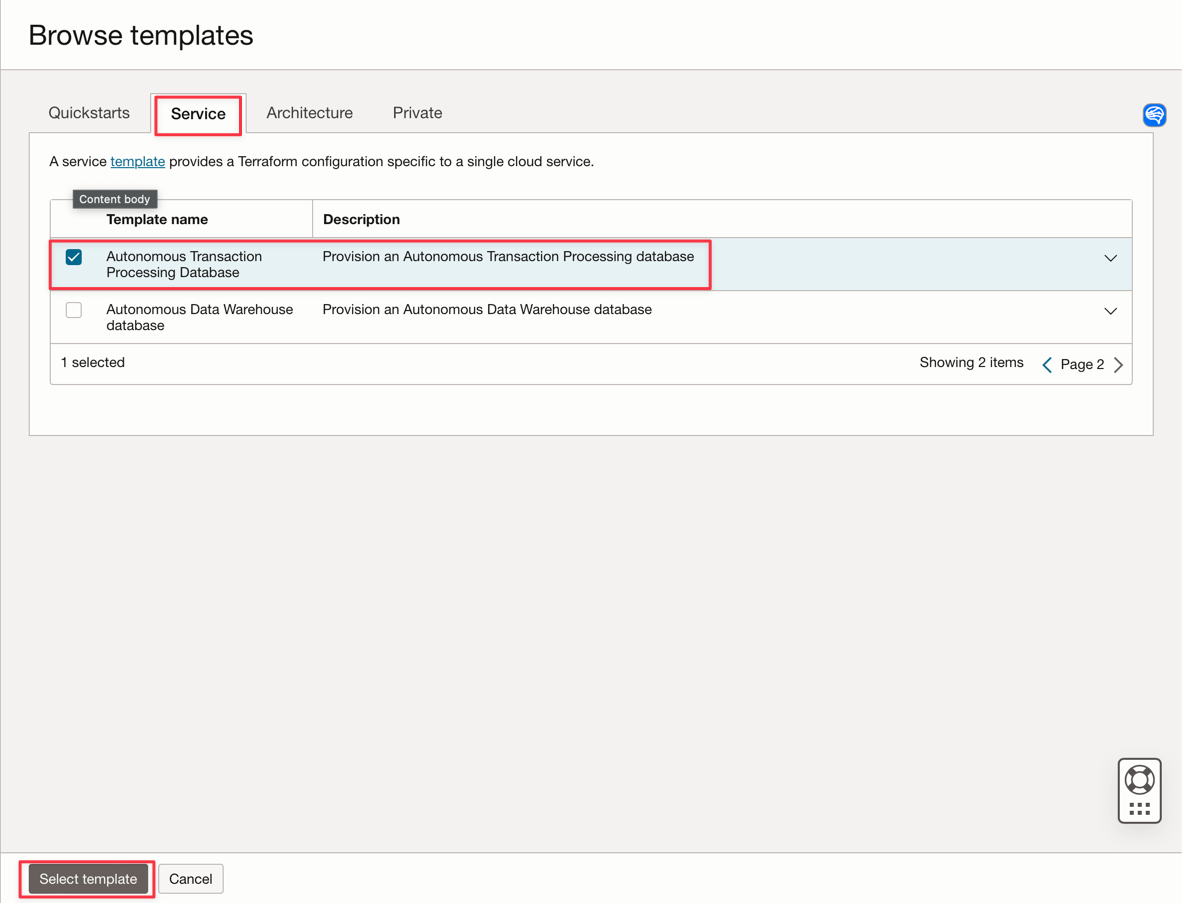 Browse templates
Quickstarts
Service
Architecture
Private
A service template provides a Terraform configuration specific to a single cloud service.
Content body
Template name
Description
Autonomous Transaction
Processing Database
Provision an Autonomous Transaction Processing database
Autonomous Data Warehouse
database
Provision an Autonomous Data Warehouse database
1 selected
Showing 2 items
Page 2
Select template
Cancel